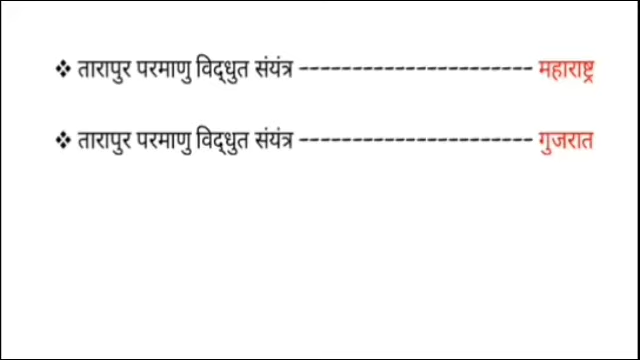 ❖ तारापुर परमाणु विद्धुत संयंत्र ---------------------- महाराष्ट्र
❖ तारापुर परमाणु विद्धुत संयंत्र ---------------------- गुजरात